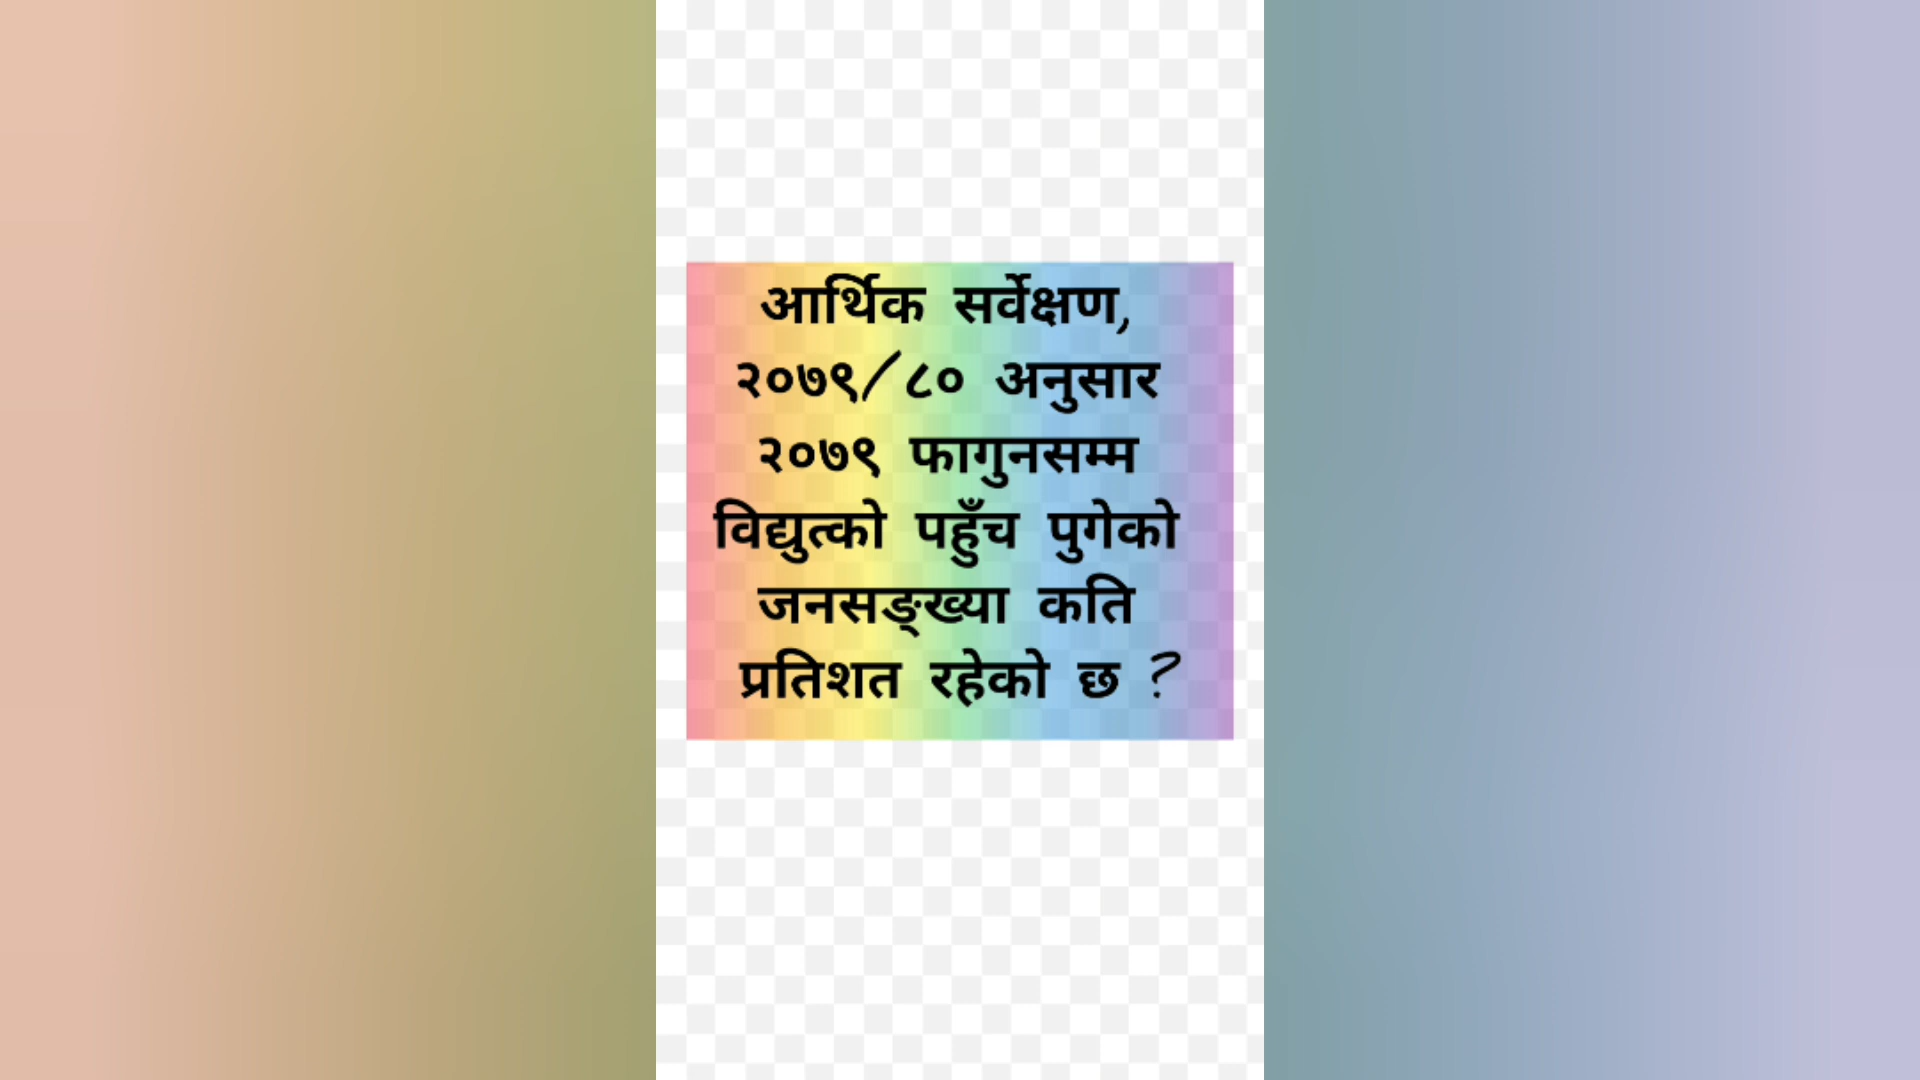 आर्थिक सर्वेक्षण,
२०७९/८० अनुसार
२०७९ फागुनसम्म
विद्युत्को पहुँच पुगेको
जनसङ्ख्या कति
प्रतिशत रहेको छ ?